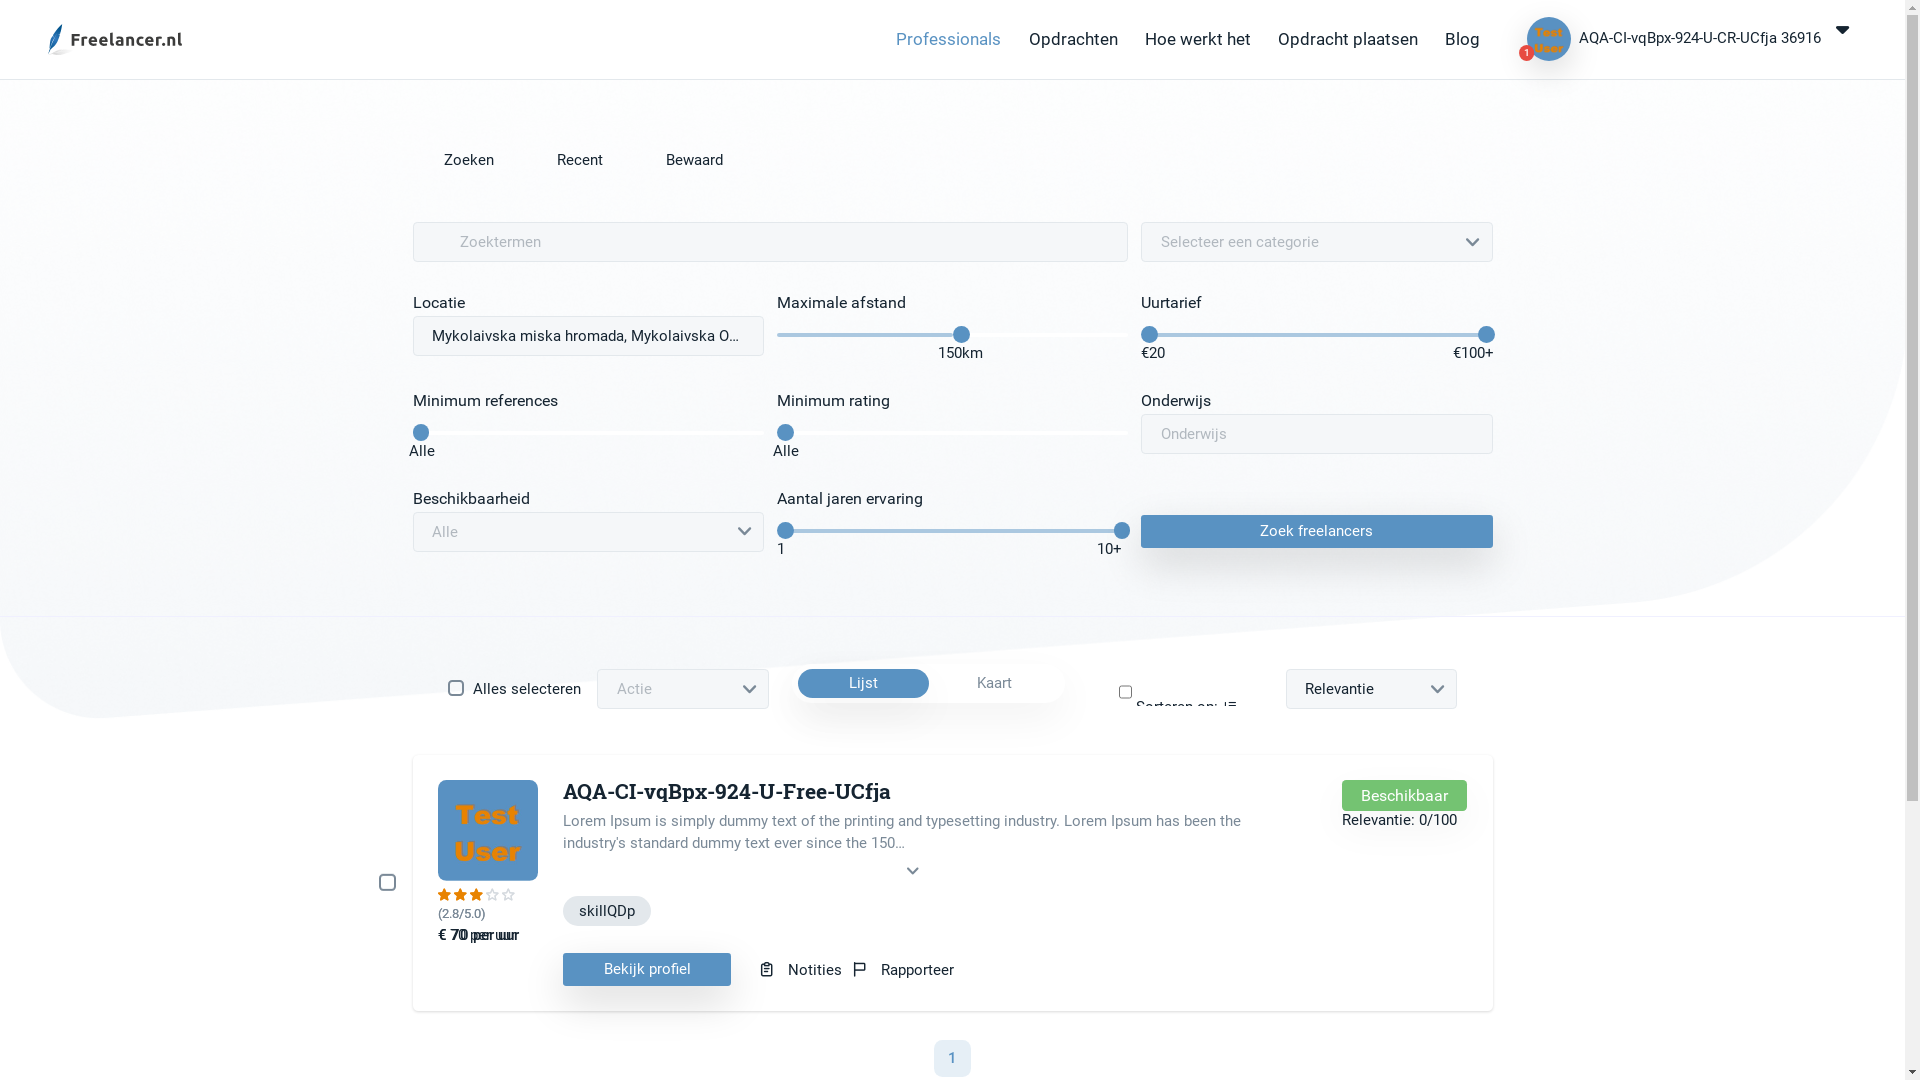 Freelancer.nl
Professionals Opdrachten Hoe werkt het Opdracht plaatsen Blog
Test User
1
AQA-CI-vqBpx-924-U-CR-UCfja 36916
Zoeken Recent Bewaard
Zoektermen
Selecteer een categorie
Locatie
Mykolaivska miska hromada, Mykolaivska O...
Maximale afstand
150km
Uurtarief
€20 €100+
Minimum references
Alle
Minimum rating
Alle
Onderwijs
Onderwijs
Beschikbaarheid
Alle
Aantal jaren ervaring
1 10+
Zoek freelancers
Alles selecteren
Actie
Lijst Kaart
Sorteren op:
Relevantie
Test
User
(2.8/5.0)
€ 70 per uur
AQA-CI-vqBpx-924-U-Free-UCfja
Lorem Ipsum is simply dummy text of the printing and typesetting industry. Lorem Ipsum has been the
industry's standard dummy text ever since the 150...
skillQDp
Bekijk profiel
Notities
Rapporteer
Beschikbaar
Relevantie: 0/100
1